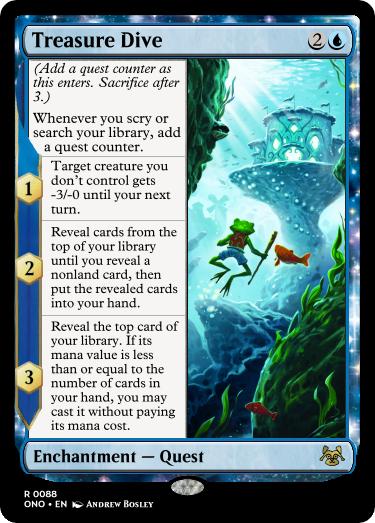 Treasure Dive 2
(Add a quest counter as
this enters. Sacrifice after
3.)
Whenever you scry or
search your library, add
a quest counter.
1
Target creature you
don't control gets
-3/-0 until your next
turn.
2
Reveal cards from the
top of your library
until you reveal a
nonland card, then
put the revealed cards
into your hand.
3
Reveal the top card of
your library. If its
mana value is less
than or equal to the
number of cards in
your hand, you may
cast it without paying
its mana cost.
Enchantment — Quest
R 0088
ONO • EN Andrew Bosley